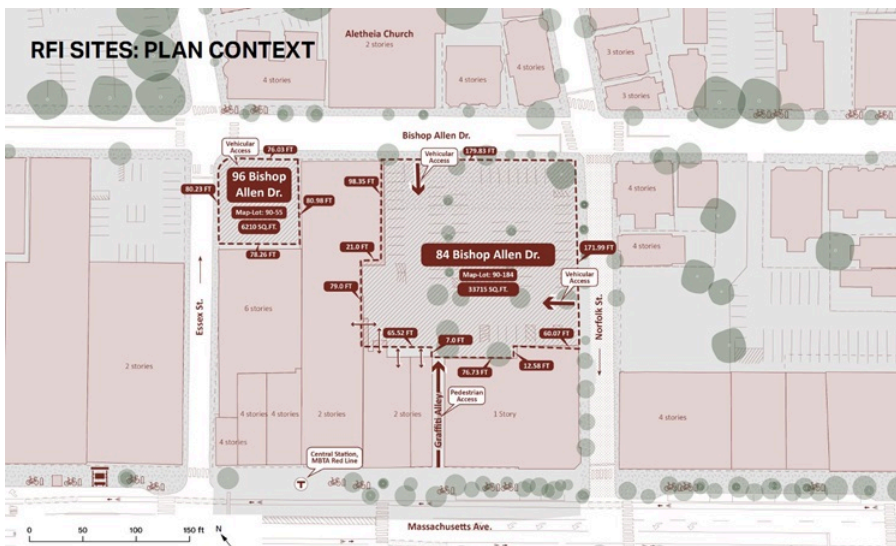 RFI SITES: PLAN CONTEXT
Aletheia Church
2 stories
4 stories
4 stories
4 stories
3 stories
3 stories
Bishop Allen Dr.
Vehicular
Access
76.03 FT
179.83 FT
Vehicular
Access
80.23 FT
96 Bishop
Allen Dr.
Map-Lot: 90-55
6210 SQ.FT.
80.98 FT
78.26 FT
98.35 FT
21.0 FT
79.0 FT
84 Bishop Allen Dr.
Map-Lot: 90-184
33715 SQ.FT.
171.99 FT
Vehicular
Access
4 stories
4 stories
Essex St.
6 stories
65.52 FT
7.0 FT
60.07 FT
76.73 FT
12.58 FT
Norfolk St.
2 stories
4 stories
4 stories
4 stories
2 stories
2 stories
Graffiti Alley
Pedestrian
Access
1 Story
4 stories
Central Station,
MBTA Red Line
T
Massachusetts Ave.
0 50 100 150 ft
N